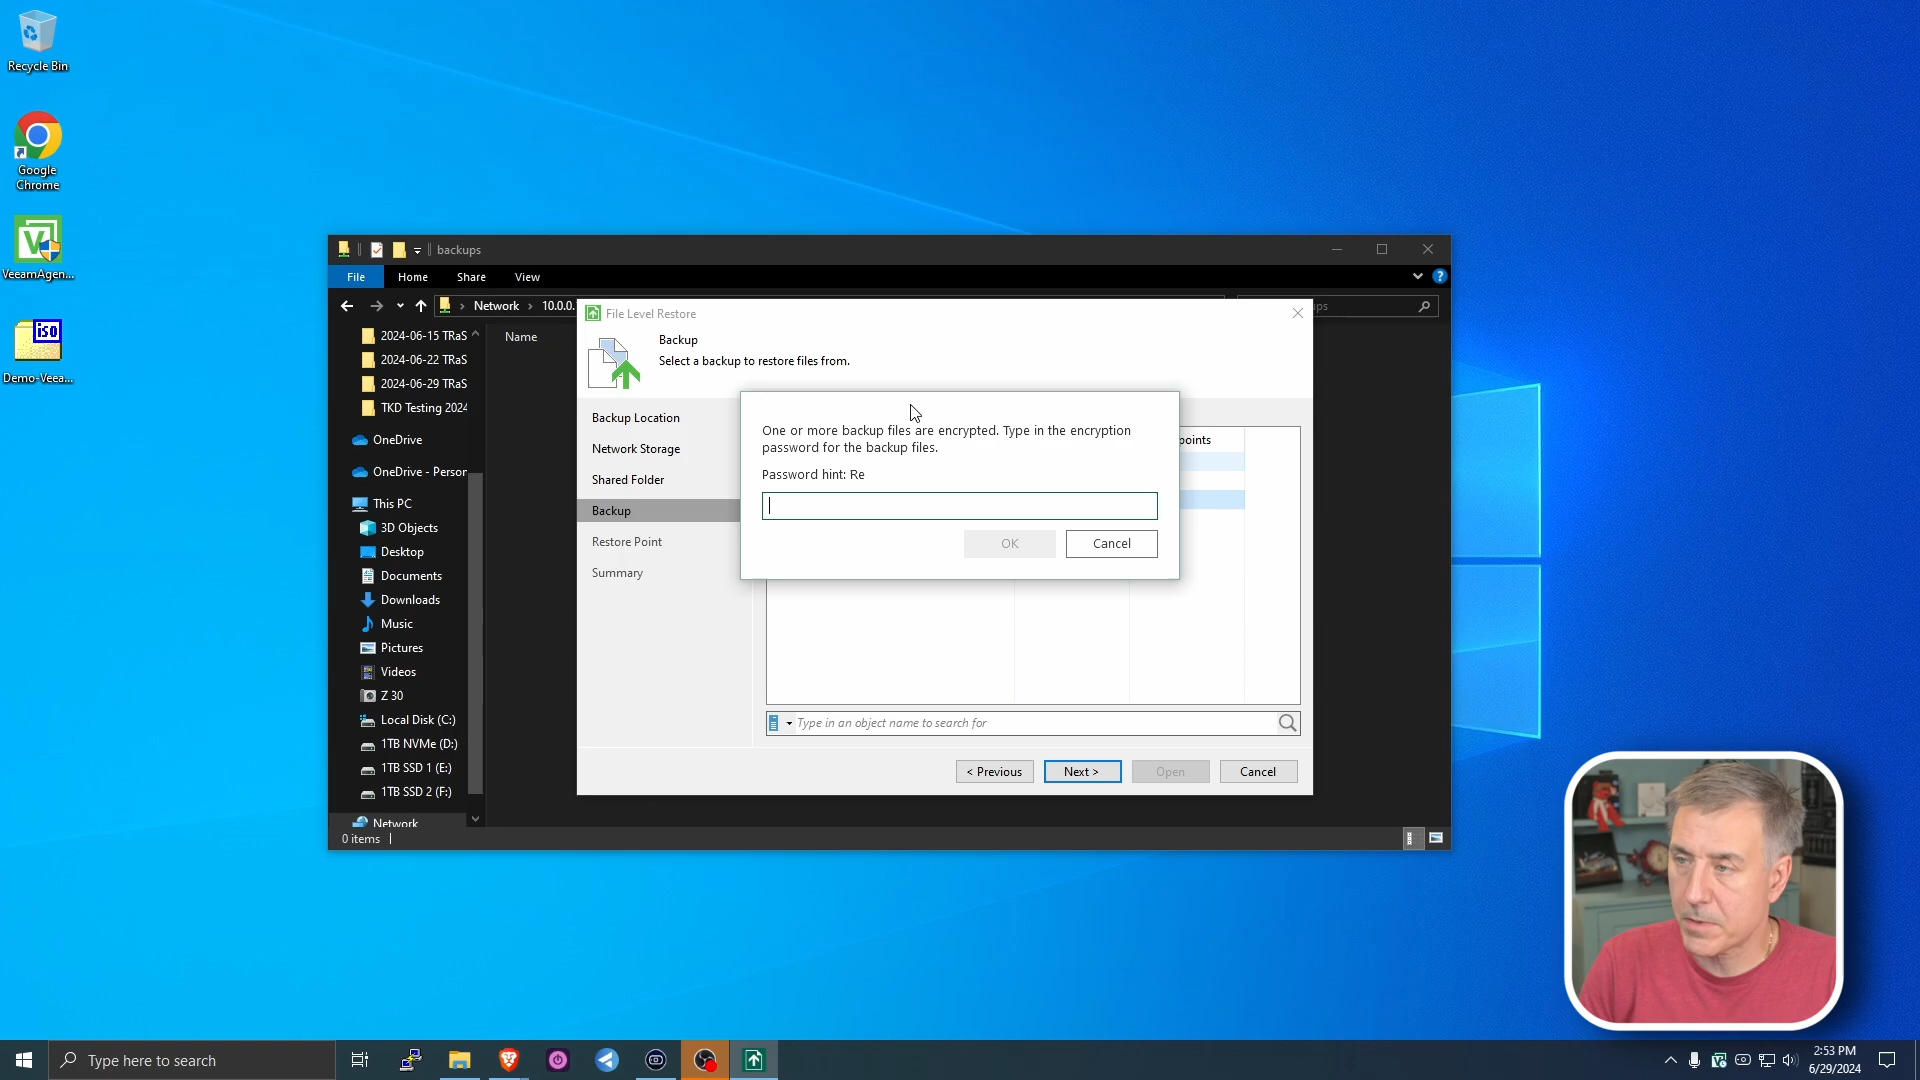 Recycle Bin
Google
Chrome
VeeamAgen...
iso
Demo-Veea...
backups
File
Home
Share
View
Network
10.0.0.
ps
2024-06-15 TRaS
2024-06-22 TRaS
2024-06-29 TRaS
TKD Testing 2024
OneDrive
OneDrive - Person
This PC
3D Objects
Desktop
Documents
Downloads
Music
Pictures
Videos
Z 30
Local Disk (C:)
1TB NVMe (D:)
1TB SSD 1 (E:)
1TB SSD 2 (F:)
Network
0 items
Name
File Level Restore
Backup
Select a backup to restore files from.
Backup Location
Network Storage
Shared Folder
Backup
Restore Point
Summary
points
One or more backup files are encrypted. Type in the encryption
password for the backup files.
Password hint: Re
OK
Cancel
Type in an object name to search for
< Previous
Next >
Open
Cancel
Type here to search
2:53 PM
6/29/2024